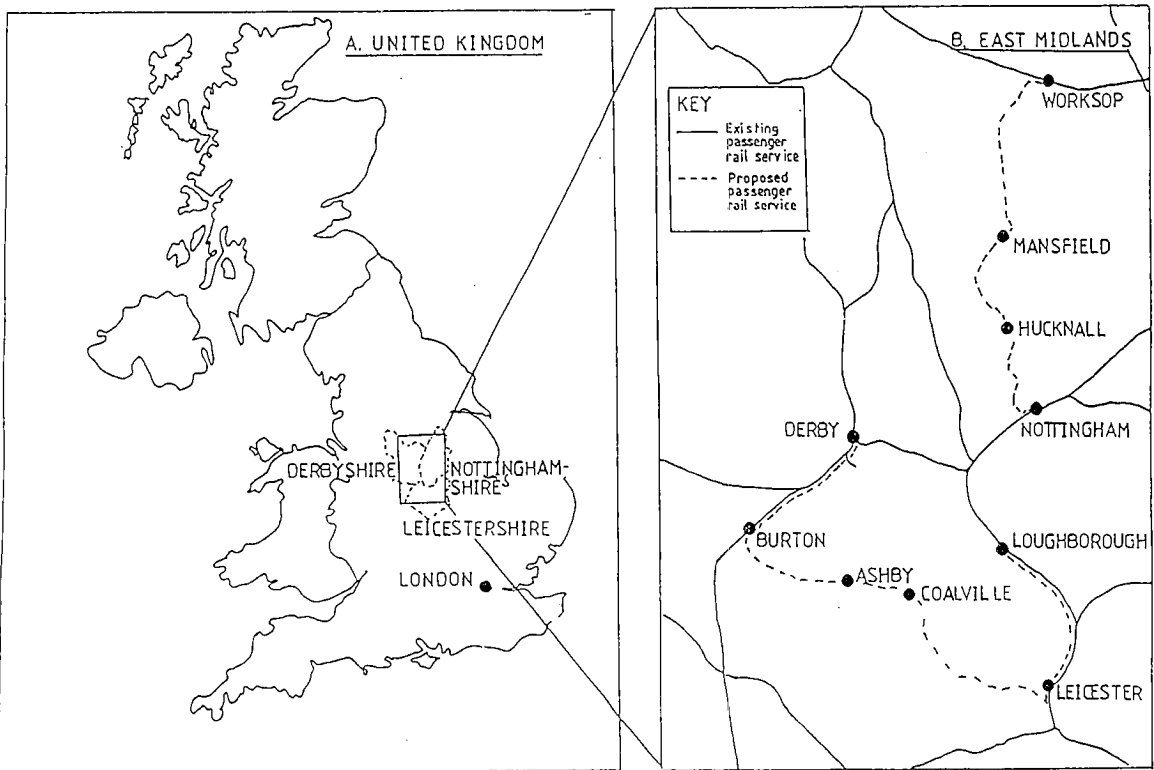 A. UNITED KINGDOM
DERBYSHIRE
NOTTINGHAM-
SHIRE
LEICESTERSHIRE
LONDON
B. EAST MIDLANDS
KEY
Existing
passenger
rail service
Proposed
passenger
rail service
WORKSOP
MANSFIELD
HUCKNALL
NOTTINGHAM
DERBY
BURTON
LOUGHBOROUGH
ASHBY
COALVILLE
LEICESTER